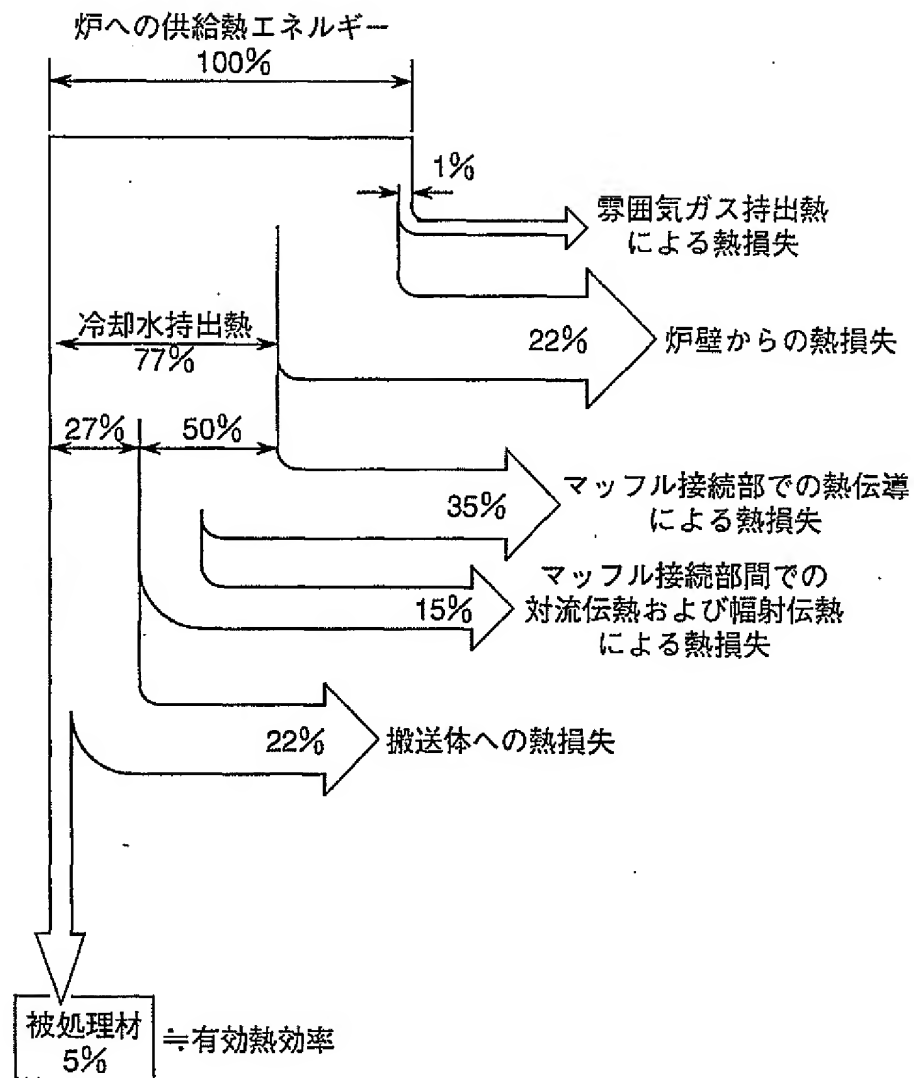 炉への供給熱エネルギー
100%
1%
雰囲気ガス持出熱
による熱損失
冷却水持出熱
77%
22%
炉壁からの熱損失
27%
50%
35%
マッフル接続部での熱伝導
による熱損失
15%
マッフル接続部間での
対流伝熱および輻射伝熱
による熱損失
22%
搬送体への熱損失
被処理材
5%
≒有効熱効率